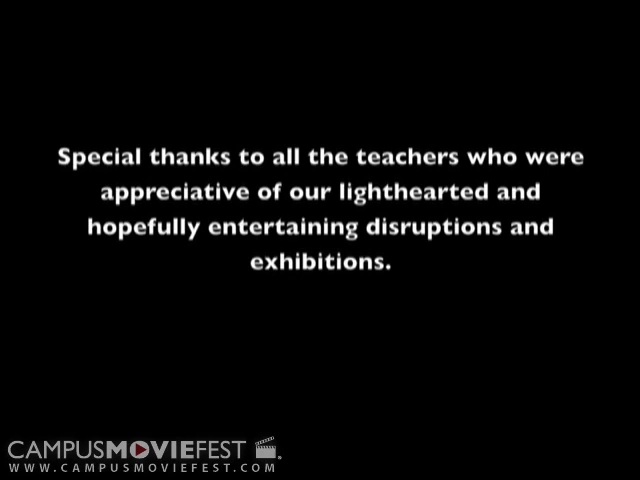 Special thanks to all the teachers who were
appreciative of our lighthearted and
hopefully entertaining disruptions and
exhibitions.
CAMPUSMOVIEFEST
WWW.CAMPUSMOVIEFEST.COM